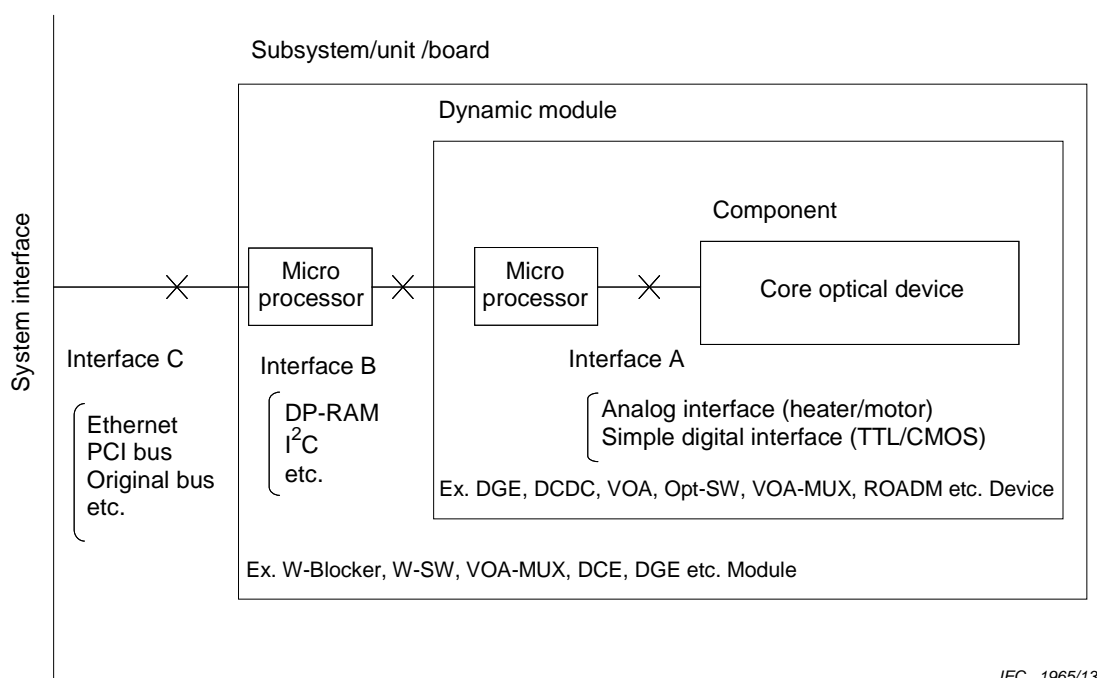 Subsystem/unit /board
Dynamic module
Component
Micro
processor
Micro
processor
Core optical device
System interface
Interface C
Ethernet
PCI bus
Original bus
etc.
Interface B
DP-RAM
I²C
etc.
Interface A
Analog interface (heater/motor)
Simple digital interface (TTL/CMOS)
Ex. DGE, DCDC, VOA, Opt-SW, VOA-MUX, ROADM etc. Device
Ex. W-Blocker, W-SW, VOA-MUX, DCE, DGE etc. Module
IEC 1965/13